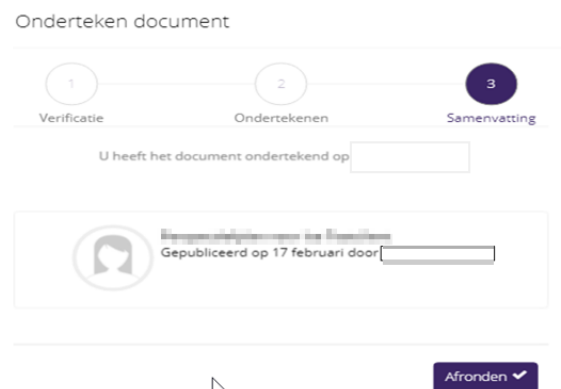 Onderteken document
1
2
3
Verificatie
Ondertekenen
Samenvatting
U heeft het document ondertekend op
Gepubliceerd op 17 februari door
Afronden